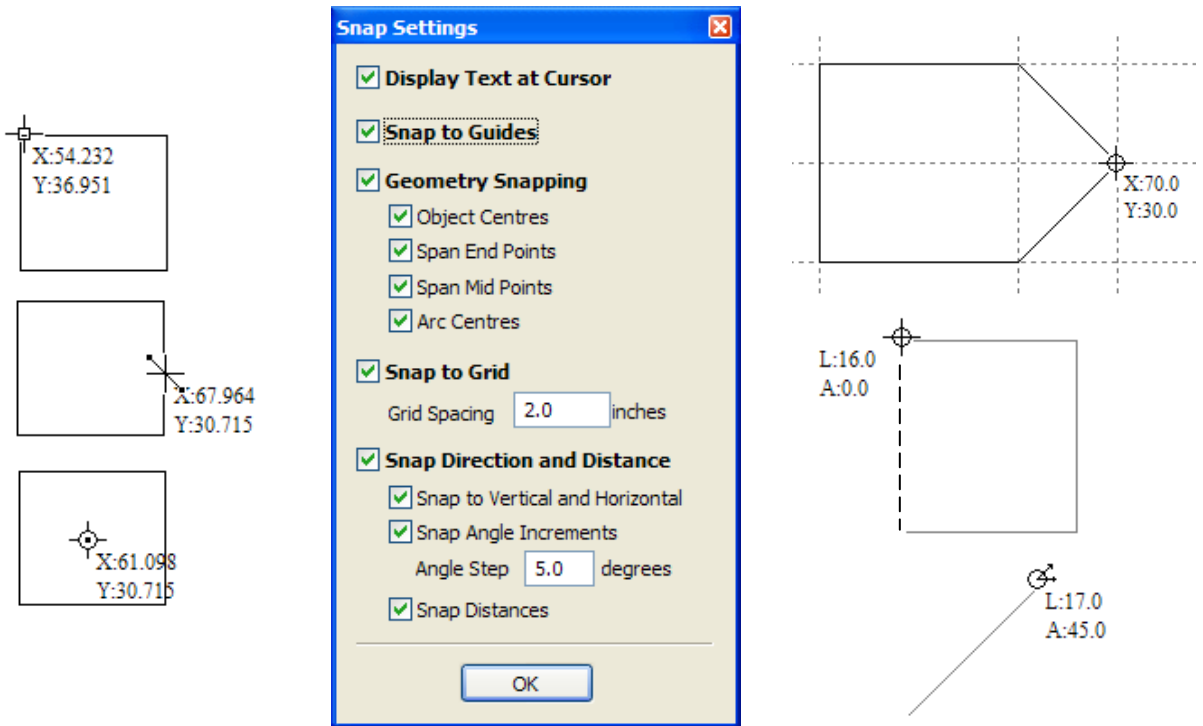 X:54.232
Y:36.951
X:67.964
Y:30.715
X:61.098
Y:30.715
Snap Settings
Display Text at Cursor
Snap to Guides
Geometry Snapping
Object Centres
Span End Points
Span Mid Points
Arc Centres
Snap to Grid
Grid Spacing 2.0 inches
Snap Direction and Distance
Snap to Vertical and Horizontal
Snap Angle Increments
Angle Step 5.0 degrees
Snap Distances
OK
X:70.0
Y:30.0
L:16.0
A:0.0
L:17.0
A:45.0